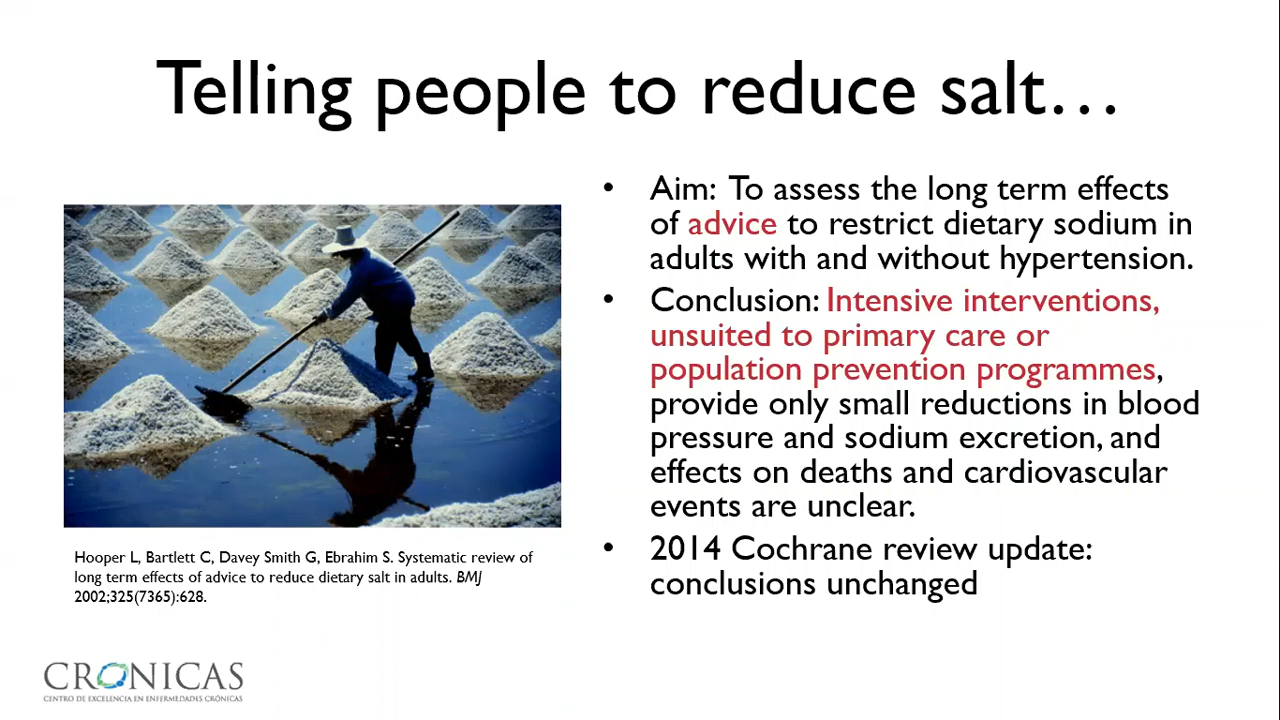 Telling people to reduce salt…
• Aim: To assess the long term effects
of advice to restrict dietary sodium in
adults with and without hypertension.
• Conclusion: Intensive interventions,
unsuited to primary care or
population prevention programmes,
provide only small reductions in blood
pressure and sodium excretion, and
effects on deaths and cardiovascular
events are unclear.
• 2014 Cochrane review update:
conclusions unchanged
Hooper L, Bartlett C, Davey Smith G, Ebrahim S. Systematic review of
long term effects of advice to reduce dietary salt in adults. BMJ
2002;325(7365):628.
CRONICAS
CENTRO DE EXCELENCIA EN ENFERMEDADES CRÓNICAS